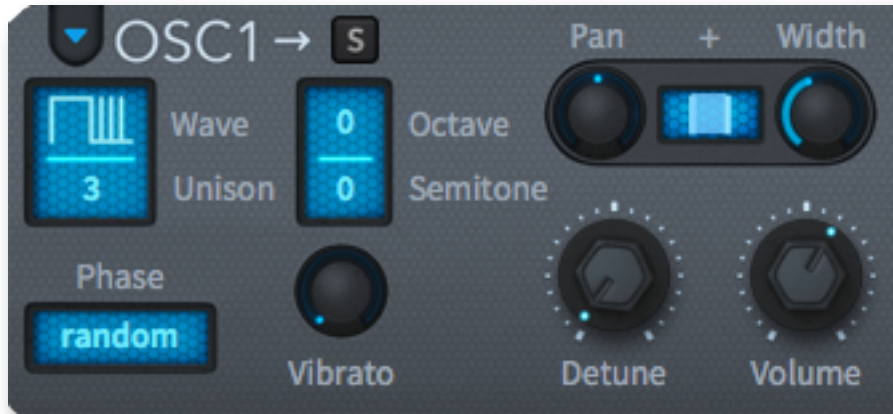 OSC1 → S
Pan + Width
Wave
0 Octave
3 Unison
0 Semitone
Phase
random
Vibrato
Detune
Volume